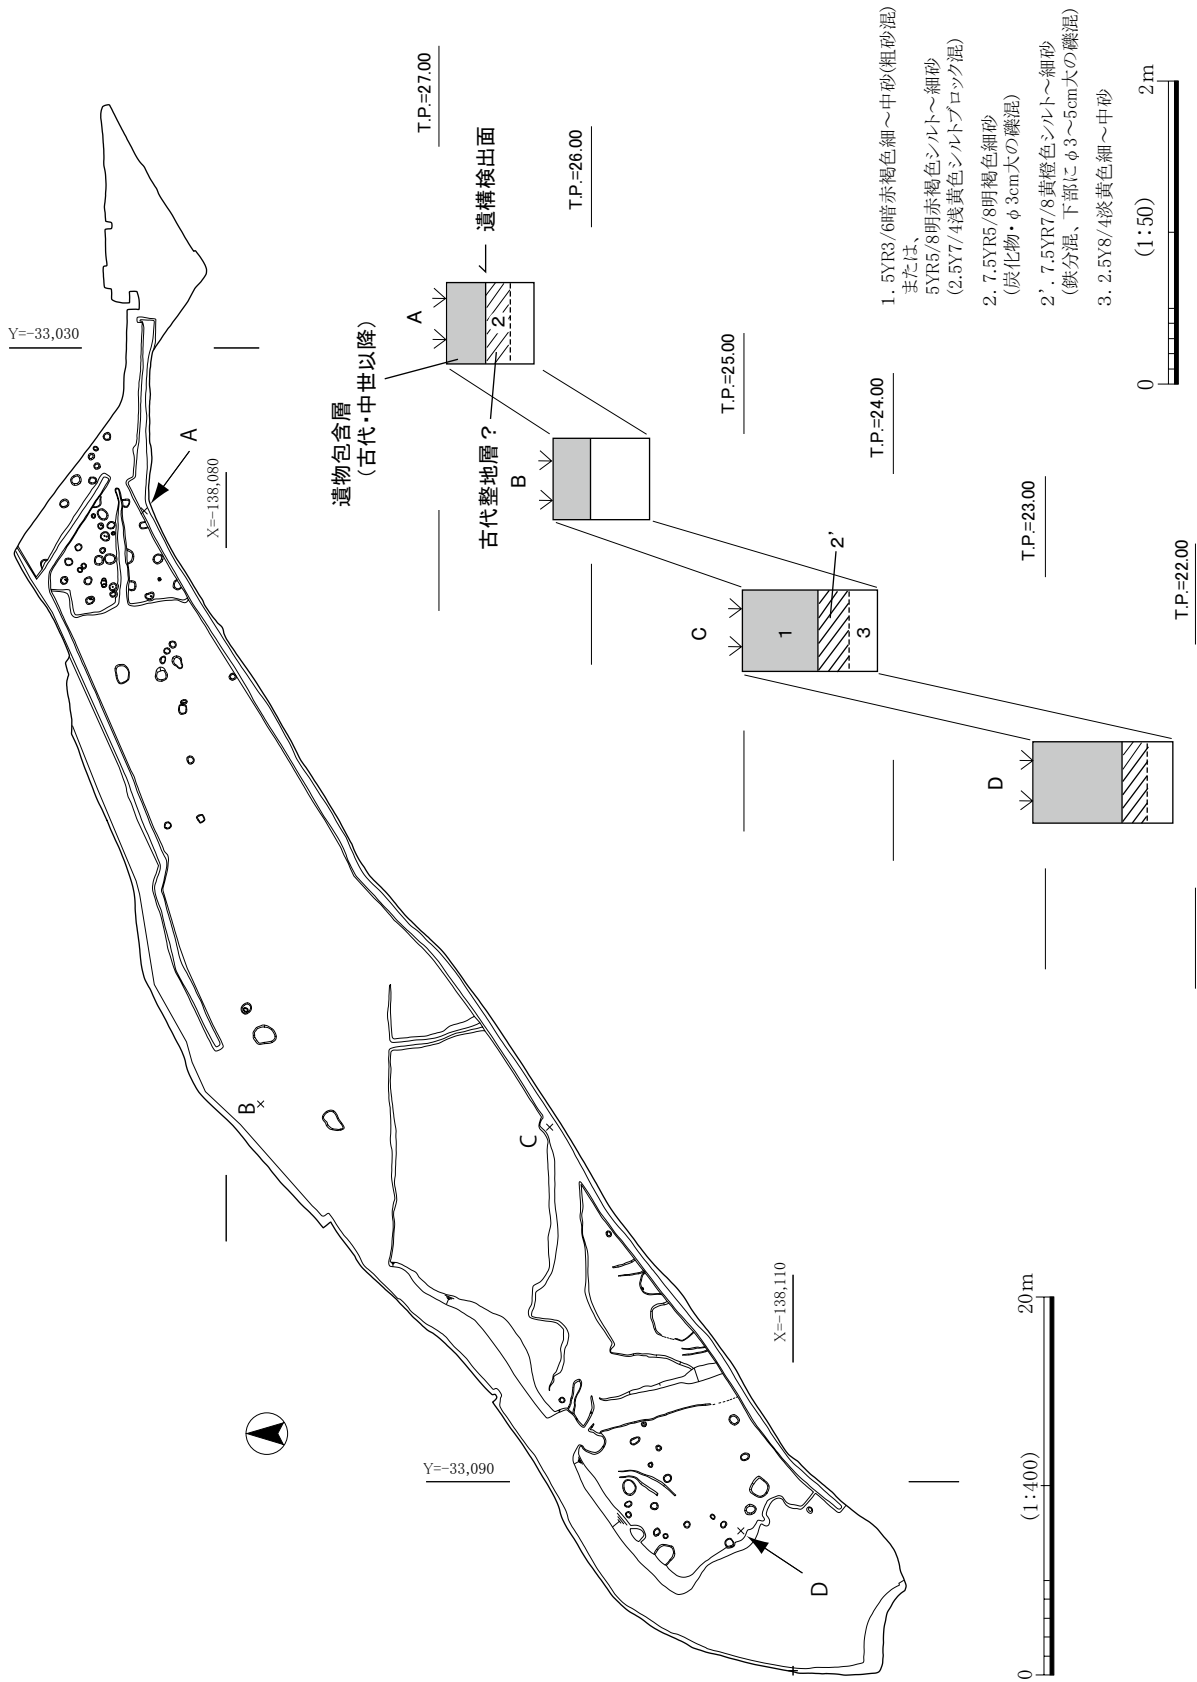 Y=-33,030
X=-138,080
A
B
C
D
Y=-33,090
X=-138,110
0
(1:400)
20m
遺物包含層
(古代・中世以降)
古代整地層？
遺構検出面
A
2
B
C
1
2'
3
D
T.P.=27.00
T.P.=26.00
T.P.=25.00
T.P.=24.00
T.P.=23.00
T.P.=22.00
1. 5YR3/6暗赤褐色細～中砂(粗砂混)
または、
5YR5/8明赤褐色シルト～細砂
(2.5Y7/4浅黄色シルトブロック混)
2. 7.5YR5/8明褐色細砂
(炭化物・φ3cm大の礫混)
2'. 7.5YR7/8黄橙色シルト～細砂
(鉄分混、下部にφ3～5cm大の礫混)
3. 2.5Y8/4淡黄色細～中砂
0
(1:50)
2m